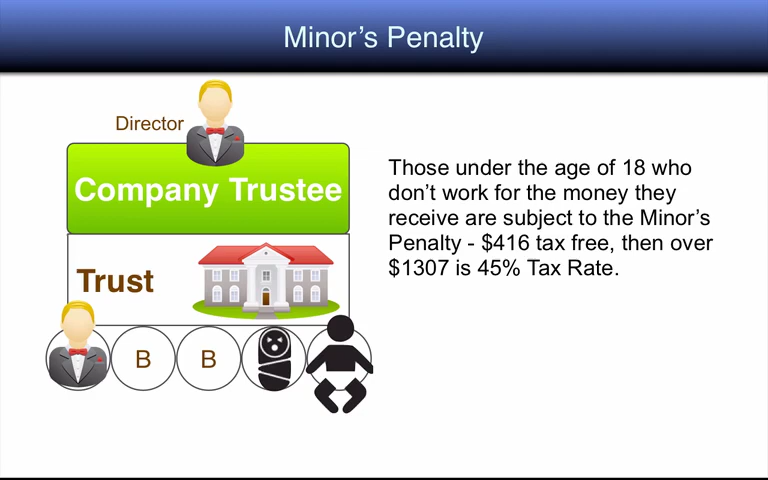 Minor’s Penalty
Director
Company Trustee
Trust
B
B
Those under the age of 18 who
don’t work for the money they
receive are subject to the Minor’s
Penalty - $416 tax free, then over
$1307 is 45% Tax Rate.